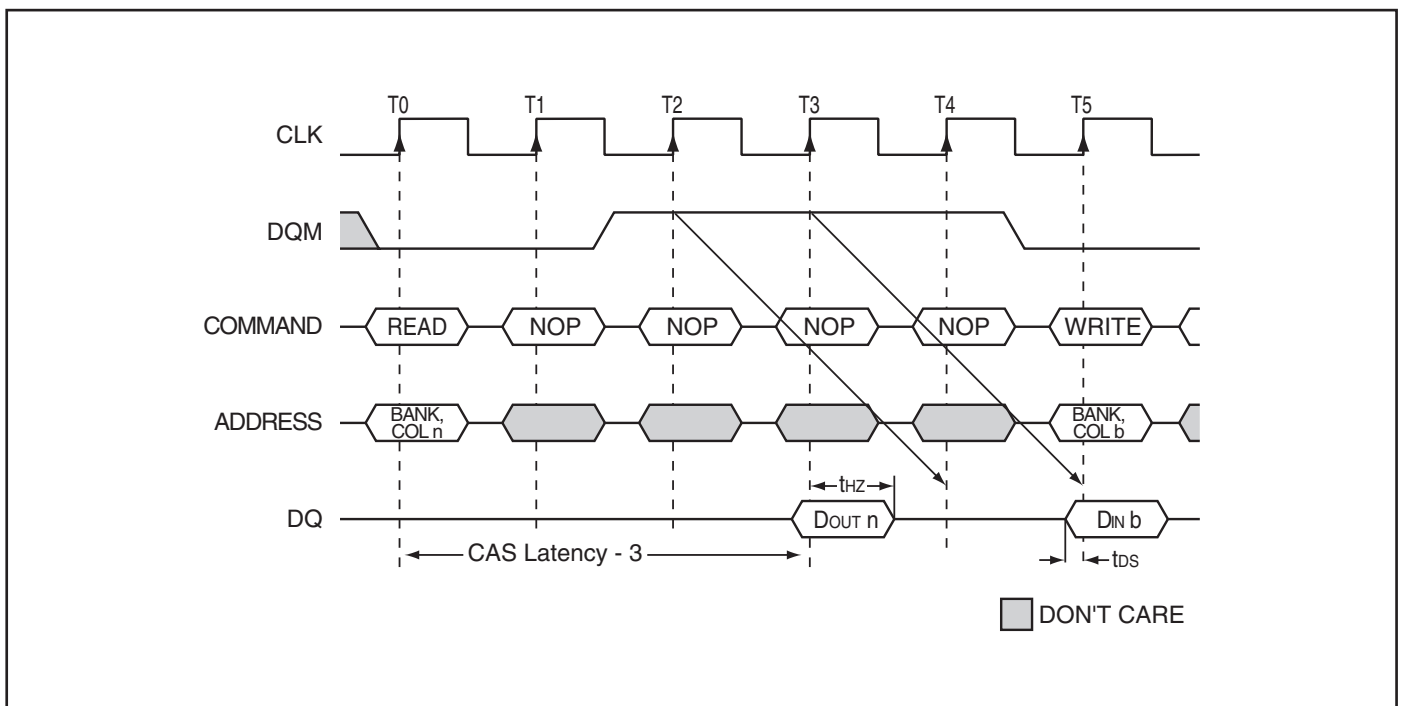 T0 T1 T2 T3 T4 T5
CLK
DQM
COMMAND READ NOP NOP NOP NOP WRITE
ADDRESS BANK, COL n BANK, COL b
tHZ
DQ DOUT n DIN b
CAS Latency - 3 tDS
DON'T CARE